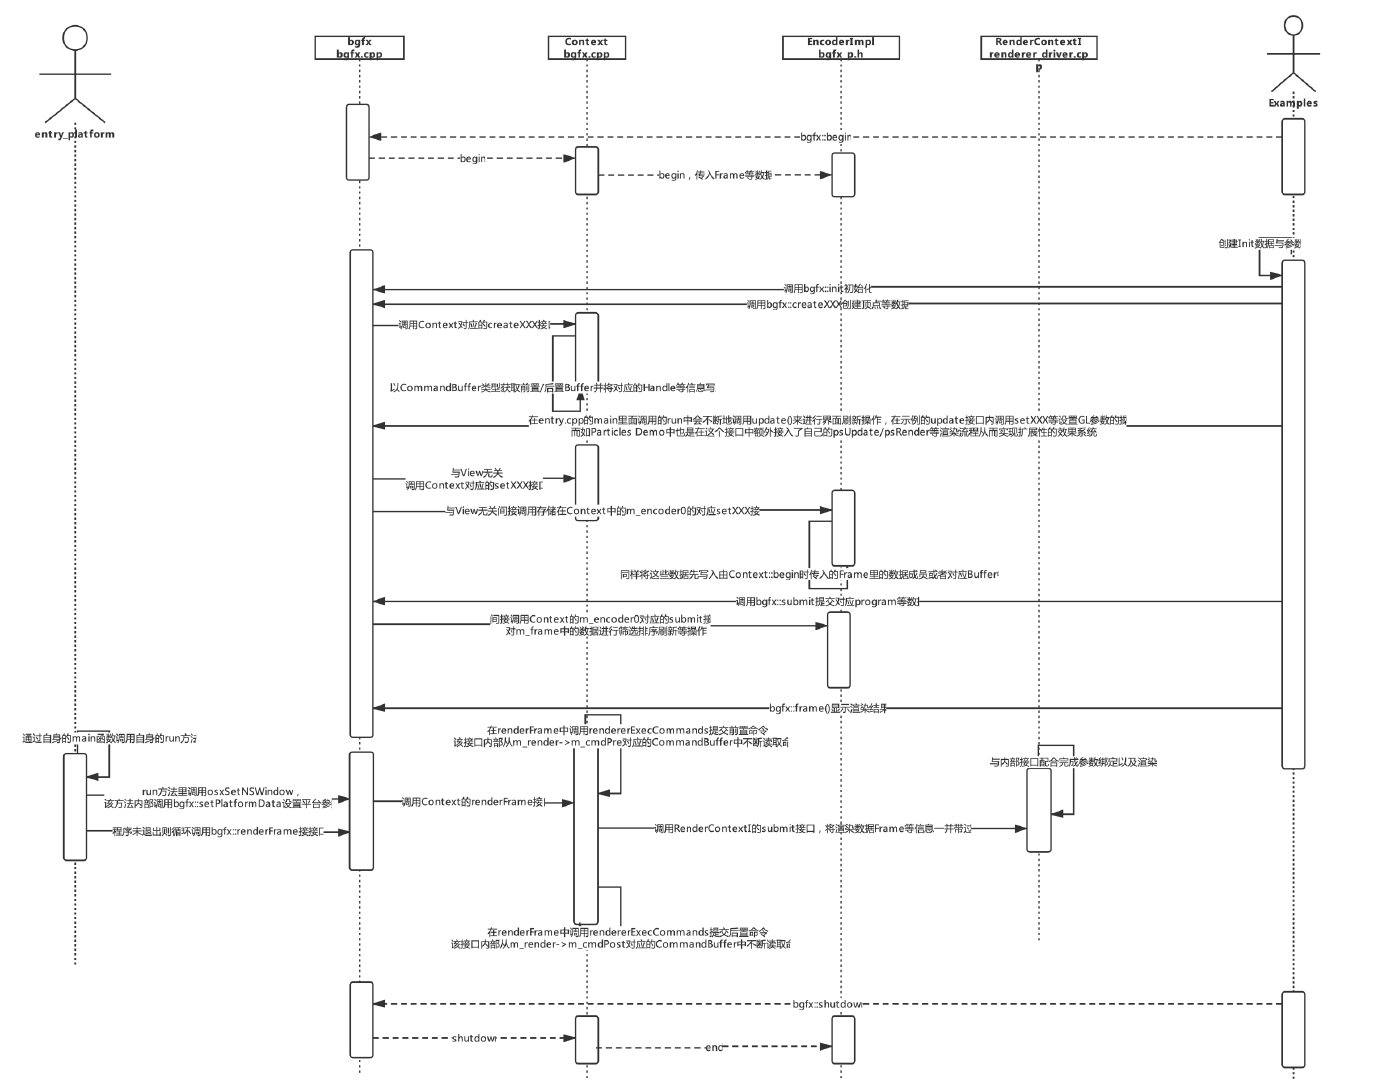 bgfx
bgfx.cpp
Context
bgfx.cpp
EncoderImpl
bgfx_p.h
RenderContextI
renderer_driver.cp
p
entry_platform
Examples
bgfx::begin
begin
begin，传入Frame等数据
创建Init数据与参数
调用bgfx::init初始化
调用bgfx::createXXX创建顶点等数据
调用Context对应的createXXX接口
以CommandBuffer类型获取前置/后置Buffer并将对应的Handle等信息写
在entry.cpp的main里面调用的run中会不断地调用update()来进行界面刷新操作，在示例的update接口内调用setXXX等设置GL参数的
而如Particles Demo中也是在这个接口中额外接入了自己的psUpdate/psRender等渲染流程从而实现扩展性的效果系统
与View无关
调用Context对应的setXXX接口
与View无关间接调用存储在Context中的m_encoder0的对应setXXX接
同样将这些数据先写入由Context::begin时传入的Frame里的数据成员或者对应Buffer
调用bgfx::submit提交对应program等数据
间接调用Context的m_encoder0对应的submit接
对m_frame中的数据进行筛选排序刷新等操作
bgfx::frame()显示渲染结果
通过自身的main函数调用自身的run方法
在renderFrame中调用rendererExecCommands提交前置命令
该接口内部从m_render->m_cmdPre对应的CommandBuffer中不断读取命
与内部接口配合完成参数绑定以及渲染
run方法里调用osxSetNSWindow，
该方法内部调用bgfx::setPlatformData设置平台参
调用Context的renderFrame接
程序未退出则循环调用bgfx::renderFrame接口
调用RenderContextI的submit接口，将渲染数据Frame等信息一并带过
在renderFrame中调用rendererExecCommands提交后置命令
该接口内部从m_render->m_cmdPost对应的CommandBuffer中不断读取命
bgfx::shutdown
shutdown
end